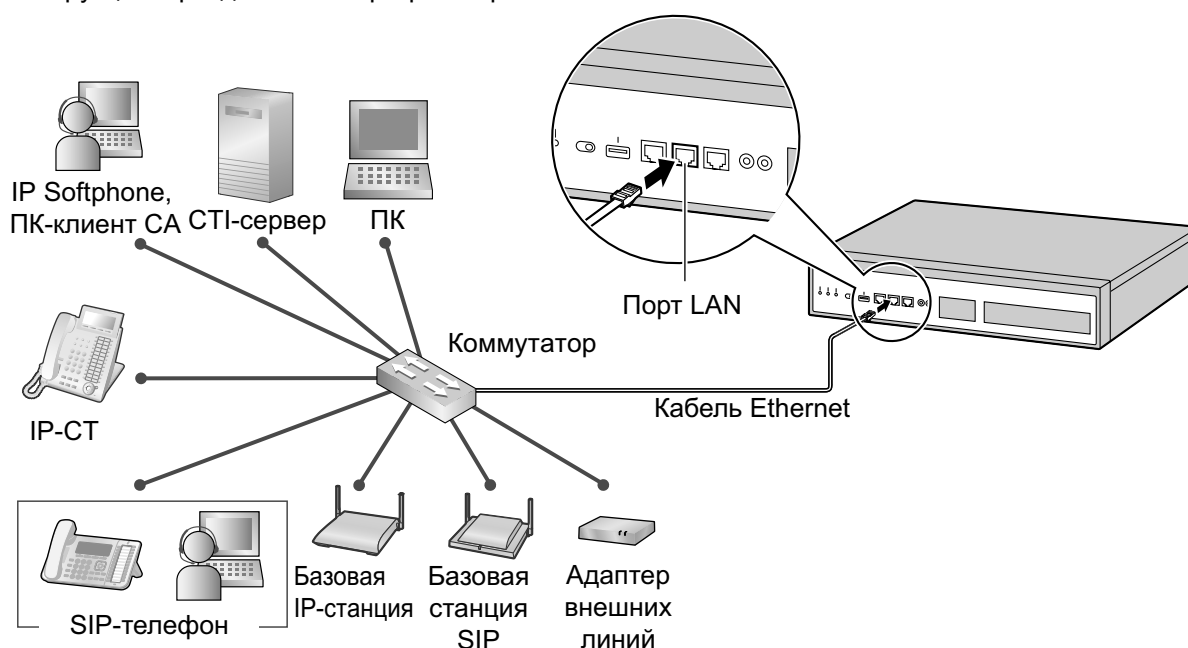 IP Softphone,
ПК-клиент CA
CTI-сервер
ПК
Порт LAN
Коммутатор
Кабель Ethernet
IP-СТ
SIP-телефон
Базовая
IP-станция
Базовая
станция
SIP
Адаптер
внешних
линий